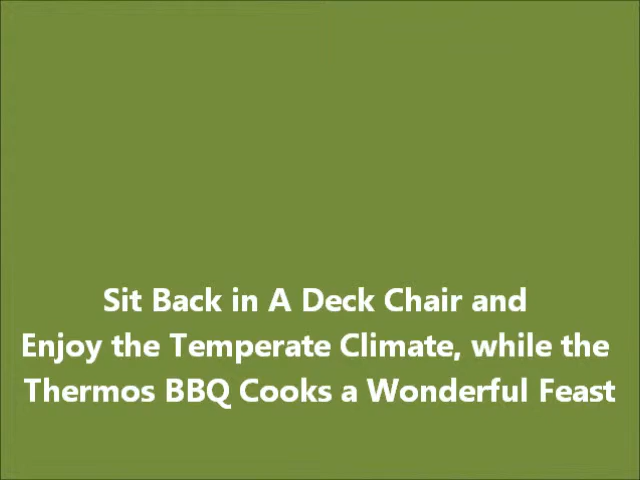 Sit Back in A Deck Chair and
Enjoy the Temperate Climate, while the
Thermos BBQ Cooks a Wonderful Feast